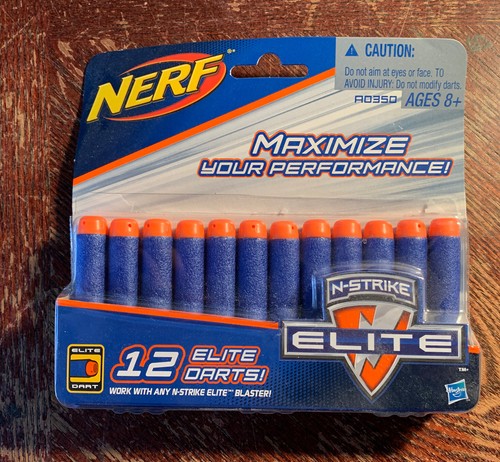 NERF
CAUTION:
Do not aim at eyes or face. TO
AVOID INJURY: Do not modify darts.
A0350 AGES 8+
MAXIMIZE
YOUR PERFORMANCE!
N-STRIKE
ELITE
ELITE
DART
12 ELITE
DARTS!
WORK WITH ANY N-STRIKE ELITE™ BLASTER!
TM•
Hasbro